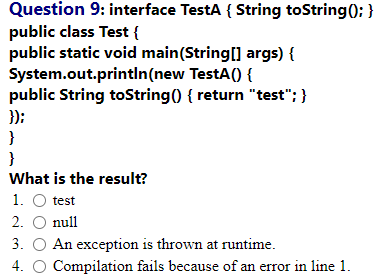 Question 9: interface TestA { String toString(); }
public class Test {
public static void main(String[] args) {
System.out.println(new TestA() {
public String toString() { return "test"; }
});
}
}
What is the result?
1. test
2. null
3. An exception is thrown at runtime.
4. Compilation fails because of an error in line 1.